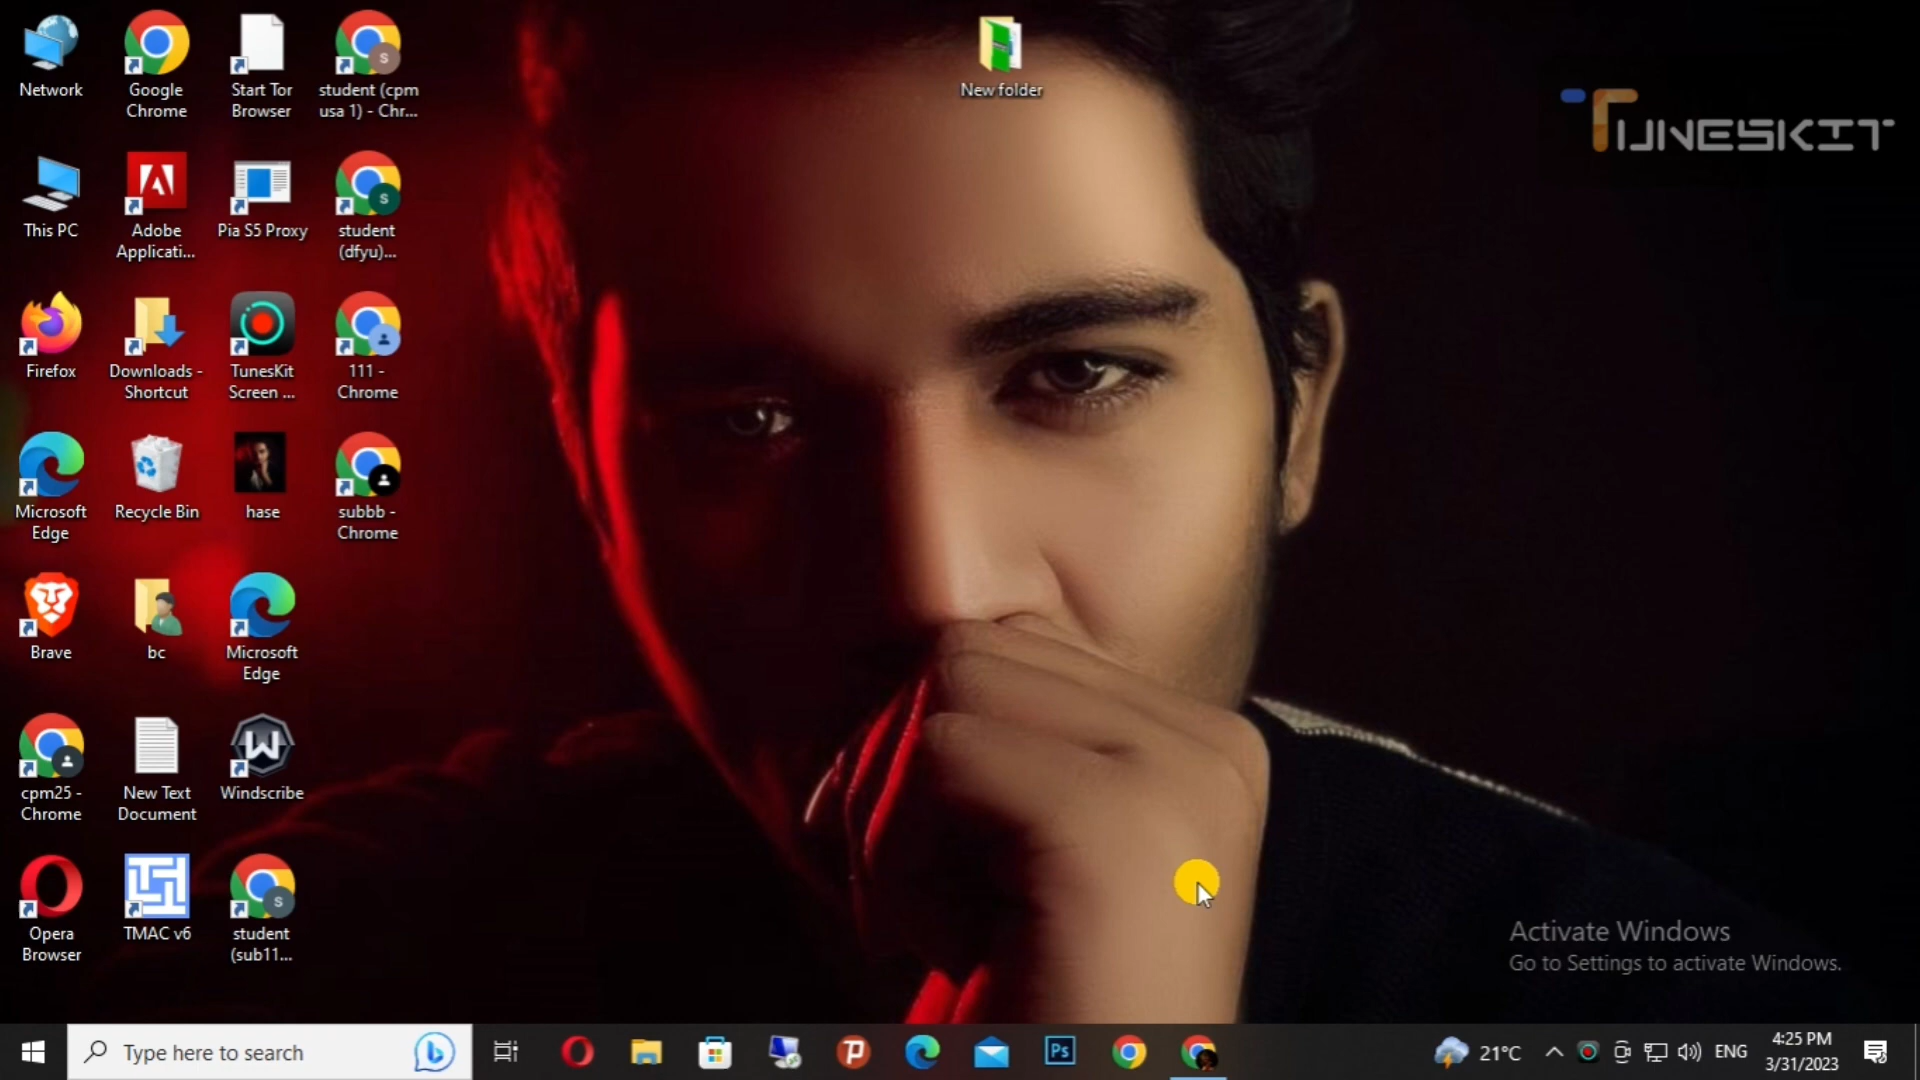 Network
Google
Chrome
Start Tor
Browser
student (cpm
usa 1) - Chr...
New folder
TUNESKIT
This PC
Adobe
Applicati...
Pia S5 Proxy
student
(dfyu)...
Firefox
Downloads -
Shortcut
TunesKit
Screen ...
111 -
Chrome
Microsoft
Edge
Recycle Bin
hase
subbb -
Chrome
Brave
bc
Microsoft
Edge
cpm25 -
Chrome
New Text
Document
Windscribe
Opera
Browser
TMAC v6
student
(sub11...
Activate Windows
Go to Settings to activate Windows.
Type here to search
Ps
21°C
ENG
4:25 PM
3/31/2023